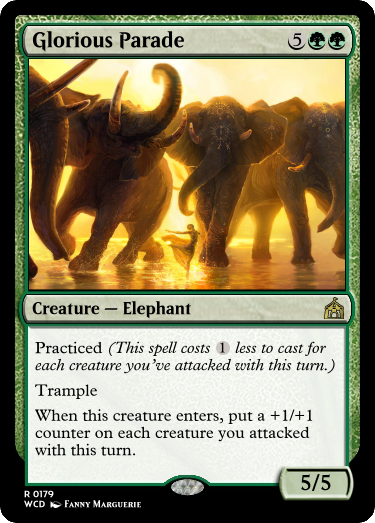 Glorious Parade 5
Creature — Elephant
Practiced (This spell costs 1 less to cast for
each creature you've attacked with this turn.)
Trample
When this creature enters, put a +1/+1
counter on each creature you attacked
with this turn.
5/5
R 0179
WCD Fanny Marguerie